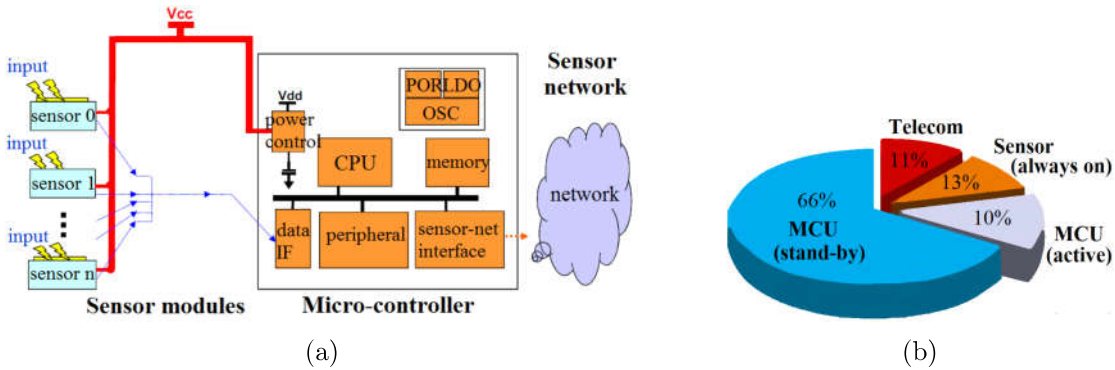 Vcc
input
sensor 0
input
sensor 1
input
sensor n
Sensor modules
Vdd
power
control
POR
LDO
OSC
CPU
memory
data
IF
peripheral
sensor-net
interface
Micro-controller
Sensor
network
network
(a)
Telecom
11%
Sensor
(always on)
13%
10%
MCU
(active)
66%
MCU
(stand-by)
(b)